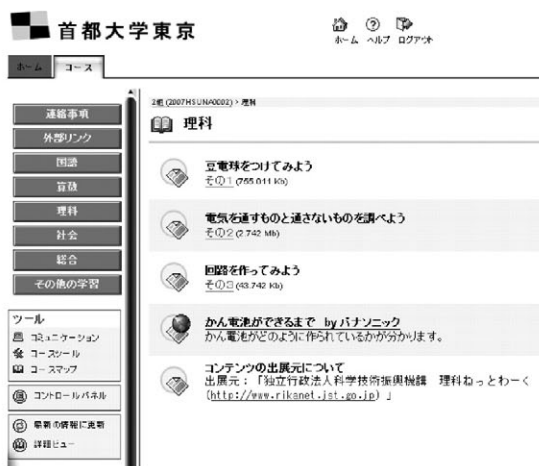 首都大学東京
ホーム ヘルプ ログアウト
ホーム コース
連絡事項
外部リンク
国語
算数
理科
社会
総合
その他の学習
ツール
コミュニケーション
コースツール
コースマップ
コントロールパネル
最新の情報に更新
詳細ビュー
2組 (2007HSUNA0002) > 理科
理科
豆電球をつけてみよう
その1 (755.011 Kb)
電気を通すものと通さないものを調べよう
その2 (2.742 Mb)
回路を作ってみよう
その3 (43.742 Kb)
かん電池ができるまで by パナソニック
かん電池がどのように作られているかが分かります。
コンテンツの出展元について
出展元：「独立行政法人科学技術振興機構 理科ねっとわーく
(http://www.rikanet.jst.go.jp) 」